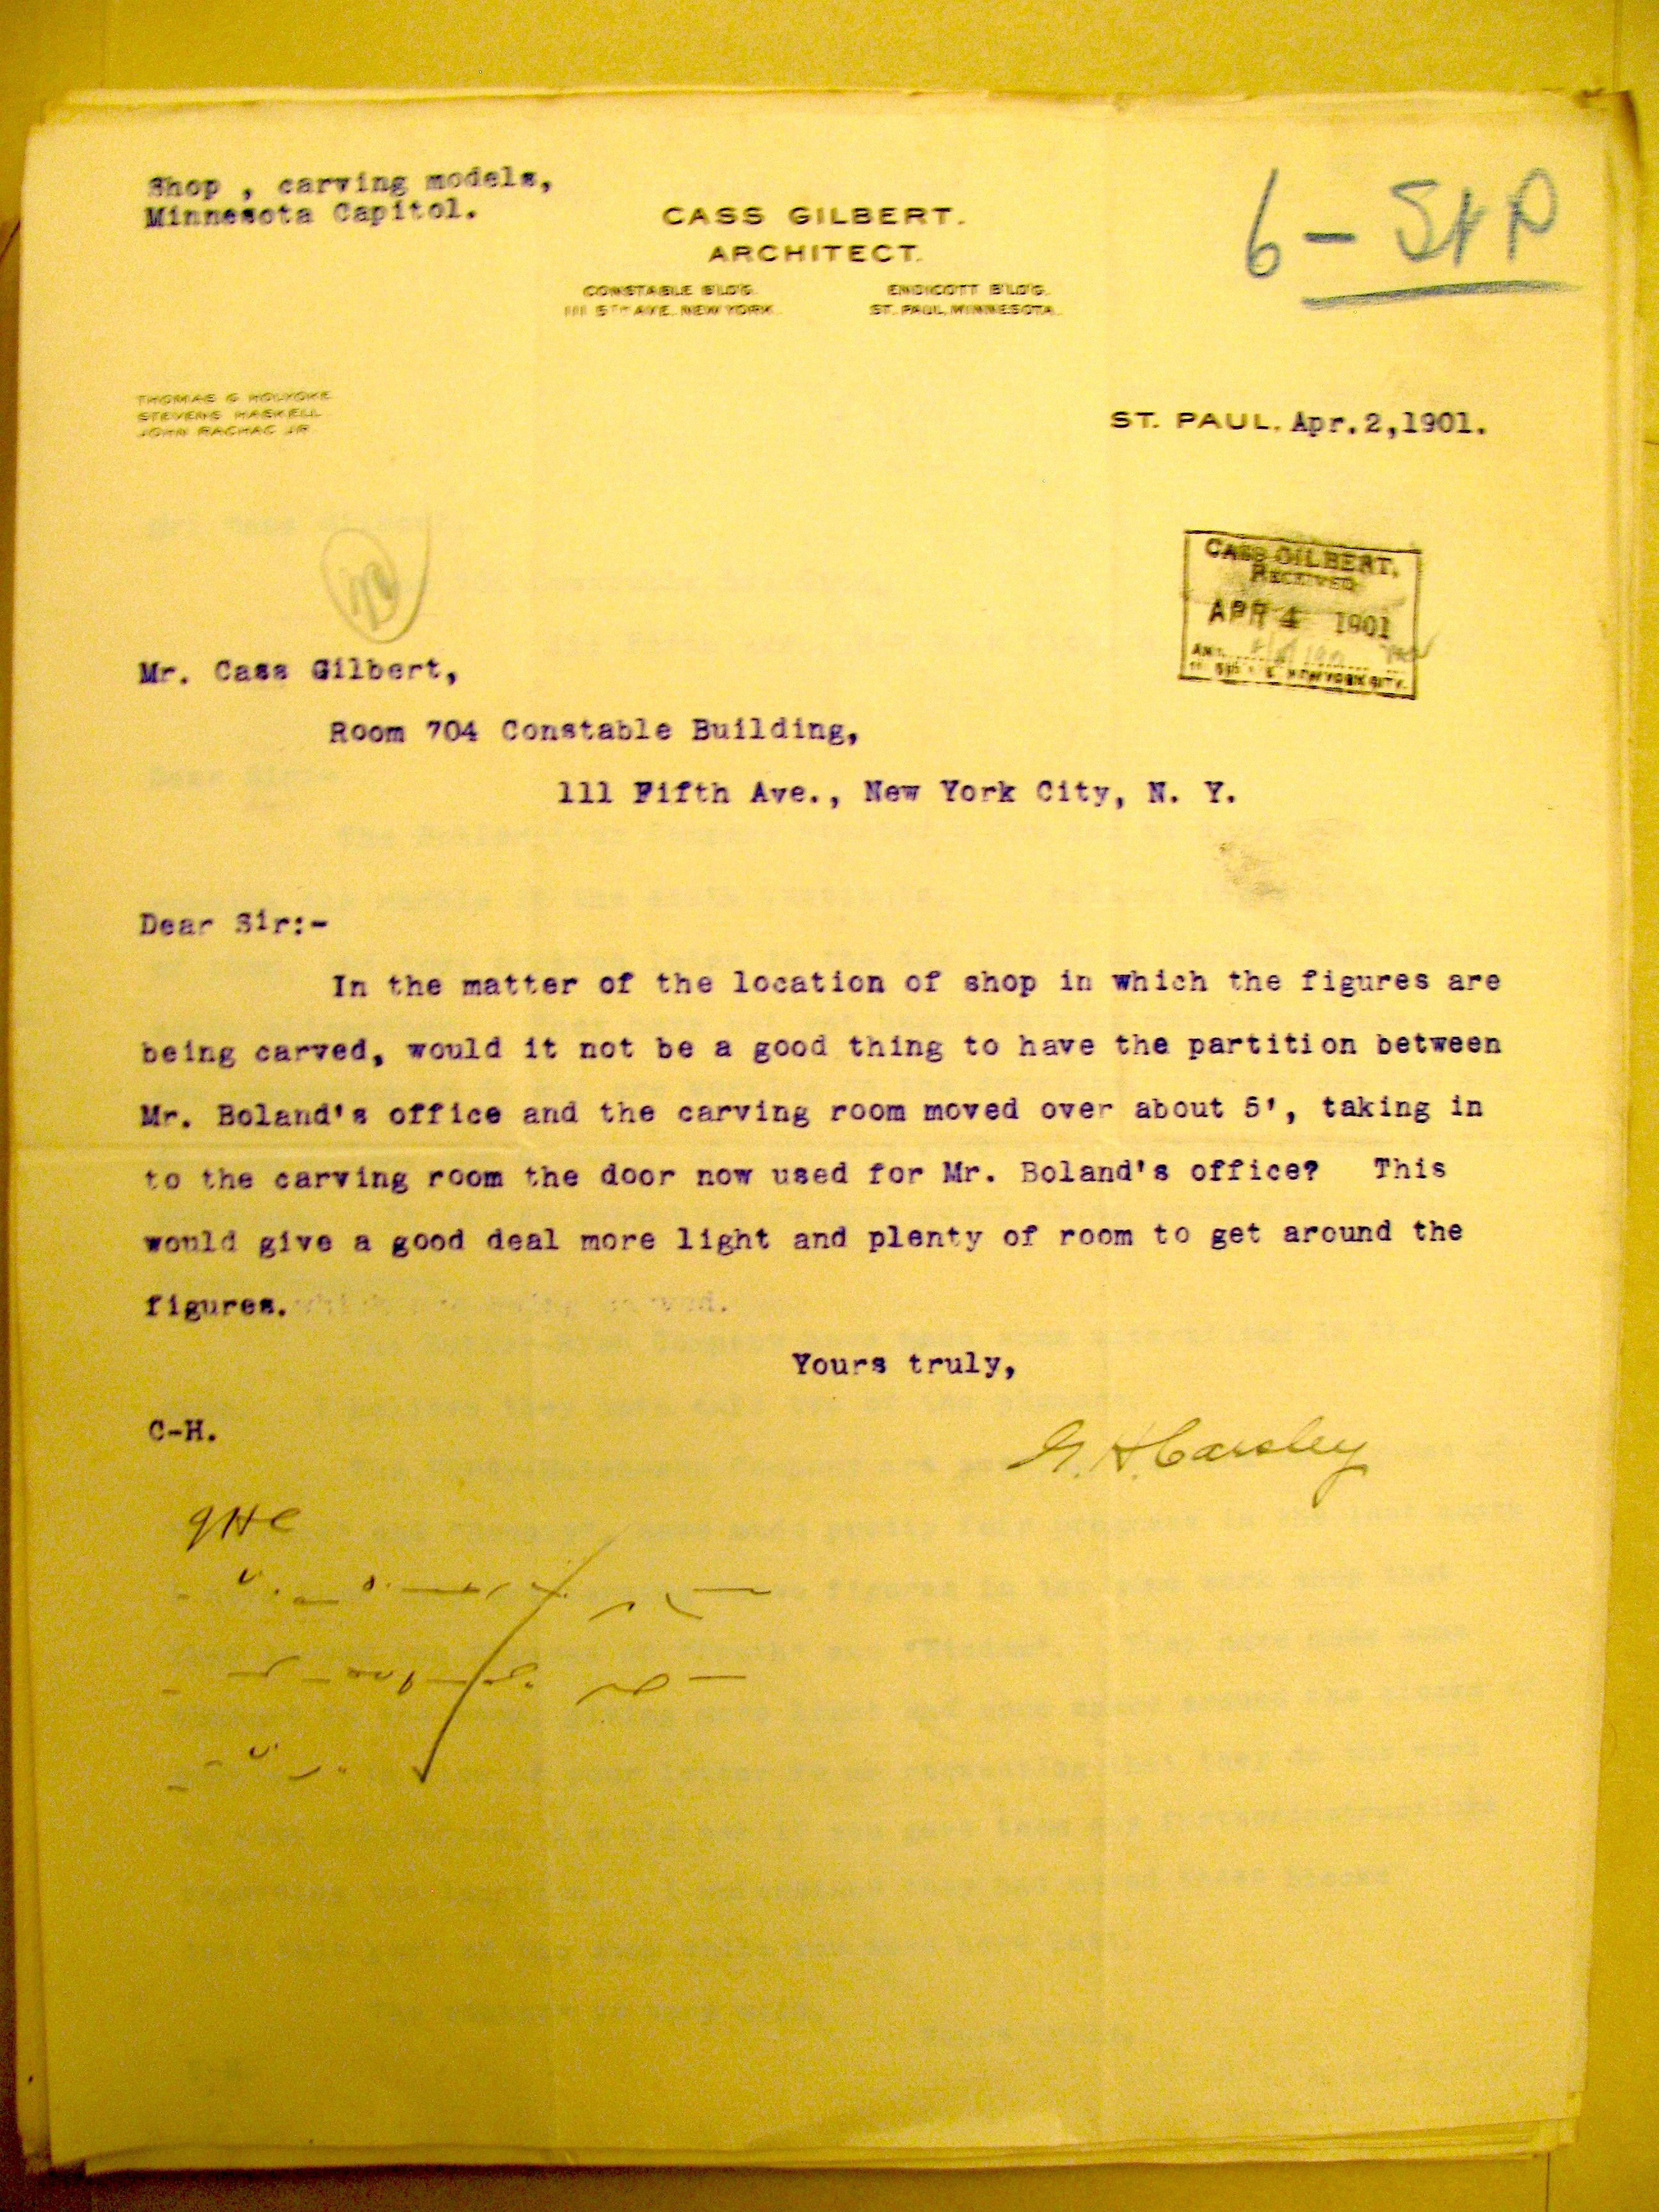 Shop , carving models,
Minnesota Capitol.
CASS GILBERT.
ARCHITECT.
CONSTABLE BLD'G.
111 5TH AVE. NEW YORK.
ENDICOTT BLD'G.
ST. PAUL, MINNESOTA.
6 -
THOMAS G HOLYOKE
STEVENS HASKELL
JOHN RACHAC JR
ST. PAUL, Apr.2,1901.
CASS GILBERT.
RECEIVED
APR 4 1901
ANS.
NEW YORK CITY.
Mr. Cass Gilbert,
Room 704 Constable Building,
111 Fifth Ave., New York City, N. Y.
Dear Sir:-
In the matter of the location of shop in which the figures are
being carved, would it not be a good thing to have the partition between
Mr. Boland's office and the carving room moved over about 5', taking in
to the carving room the door now used for Mr. Boland's office? This
would give a good deal more light and plenty of room to get around the
figures.
Yours truly,
C-H.
G. H. Carsley
GHC